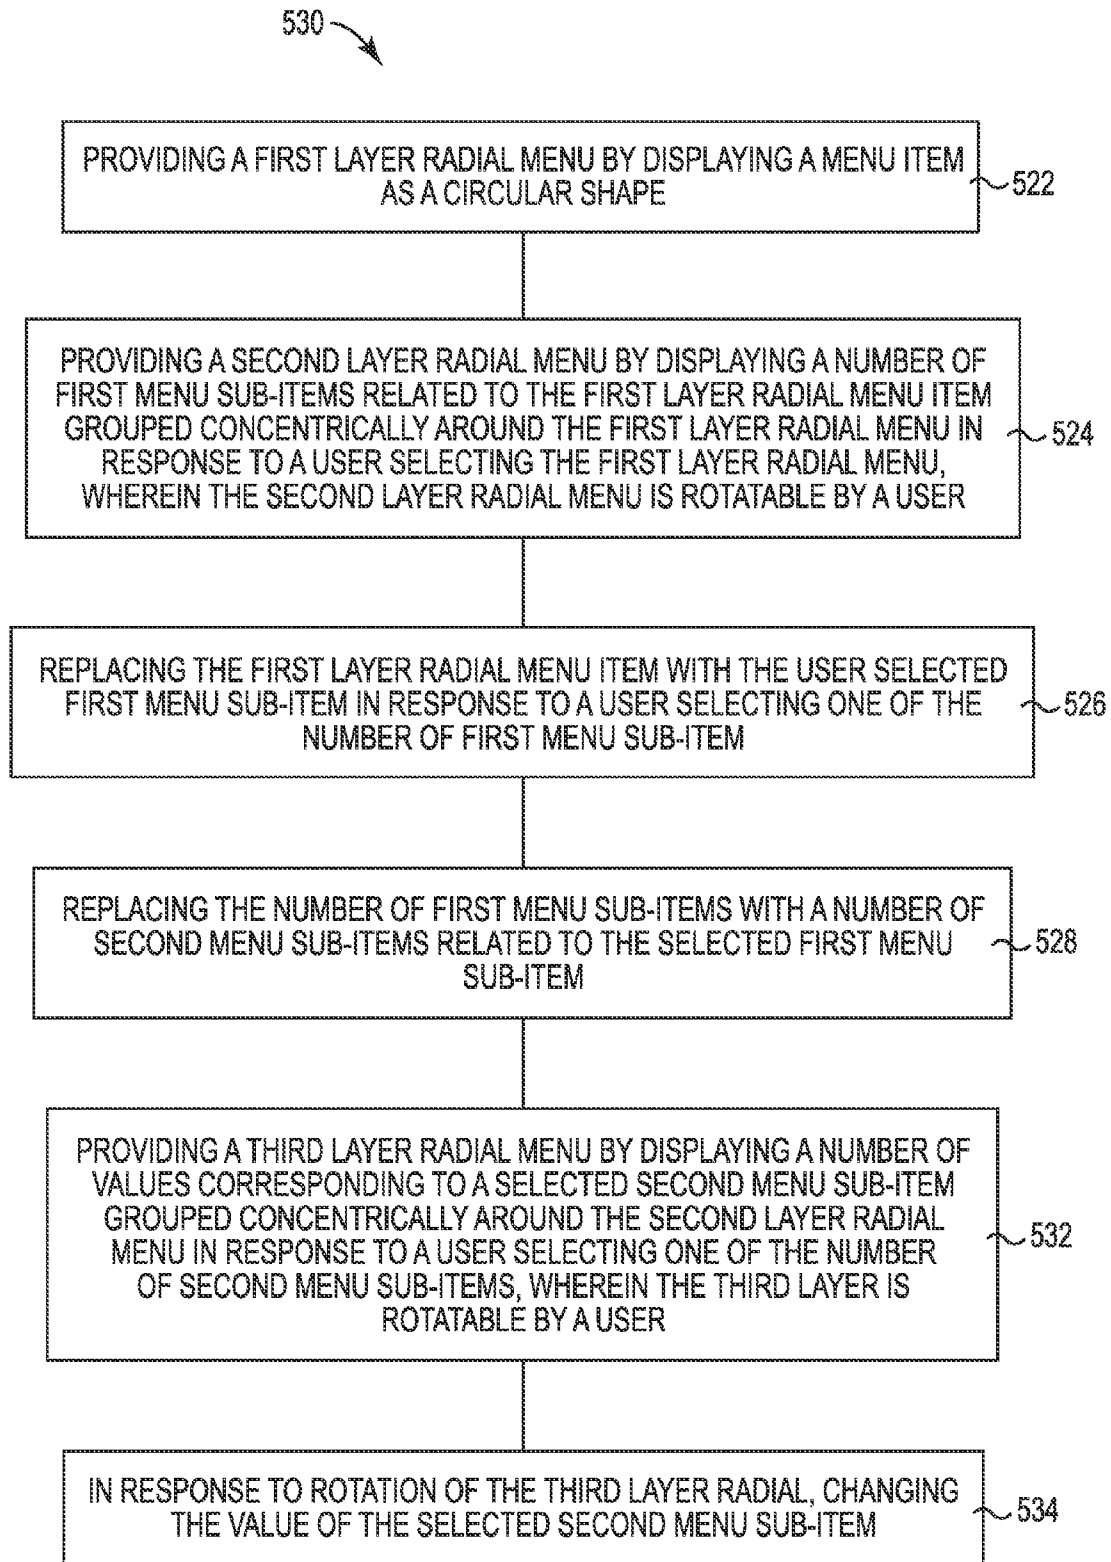 530
PROVIDING A FIRST LAYER RADIAL MENU BY DISPLAYING A MENU ITEM
AS A CIRCULAR SHAPE
522
PROVIDING A SECOND LAYER RADIAL MENU BY DISPLAYING A NUMBER OF
FIRST MENU SUB-ITEMS RELATED TO THE FIRST LAYER RADIAL MENU ITEM
GROUPED CONCENTRICALLY AROUND THE FIRST LAYER RADIAL MENU IN
RESPONSE TO A USER SELECTING THE FIRST LAYER RADIAL MENU,
WHEREIN THE SECOND LAYER RADIAL MENU IS ROTATABLE BY A USER
524
REPLACING THE FIRST LAYER RADIAL MENU ITEM WITH THE USER SELECTED
FIRST MENU SUB-ITEM IN RESPONSE TO A USER SELECTING ONE OF THE
NUMBER OF FIRST MENU SUB-ITEM
526
REPLACING THE NUMBER OF FIRST MENU SUB-ITEMS WITH A NUMBER OF
SECOND MENU SUB-ITEMS RELATED TO THE SELECTED FIRST MENU
SUB-ITEM
528
PROVIDING A THIRD LAYER RADIAL MENU BY DISPLAYING A NUMBER OF
VALUES CORRESPONDING TO A SELECTED SECOND MENU SUB-ITEM
GROUPED CONCENTRICALLY AROUND THE SECOND LAYER RADIAL
MENU IN RESPONSE TO A USER SELECTING ONE OF THE NUMBER
OF SECOND MENU SUB-ITEMS, WHEREIN THE THIRD LAYER IS
ROTATABLE BY A USER
532
IN RESPONSE TO ROTATION OF THE THIRD LAYER RADIAL, CHANGING
THE VALUE OF THE SELECTED SECOND MENU SUB-ITEM
534